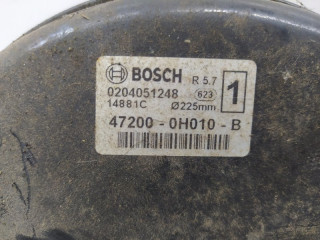 BOSCH R 5.7
0204051248 623 1
14881C Ø225mm
47200 - 0H010 - B